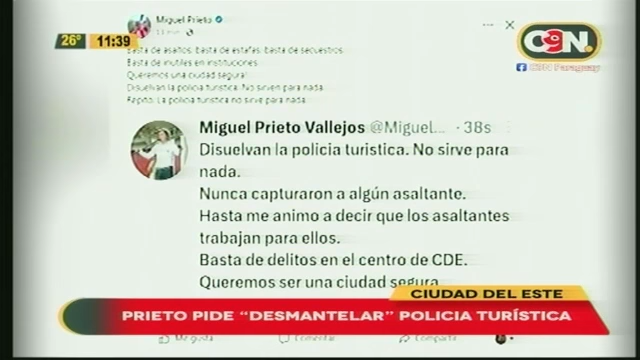 Miguel Prieto
26°
11:39
Basta de asaltos, basta de estafas, basta de secuestros.
Basta de inutiles en instituciones.
Queremos una ciudad segura!
Disuelvan la policia turistica. No sirven para nada.
Repito: La policia turistica no sirve para nada.
C9N.
C9N Paraguay
Miguel Prieto Vallejos @Miguel... · 38s
Disuelvan la policia turistica. No sirve para
nada.
Nunca capturaron a algún asaltante.
Hasta me animo a decir que los asaltantes
trabajan para ellos.
Basta de delitos en el centro de CDE.
Queremos ser una ciudad segura
CIUDAD DEL ESTE
PRIETO PIDE “DESMANTELAR” POLICIA TURÍSTICA
Me gusta
Comentar
Compartir